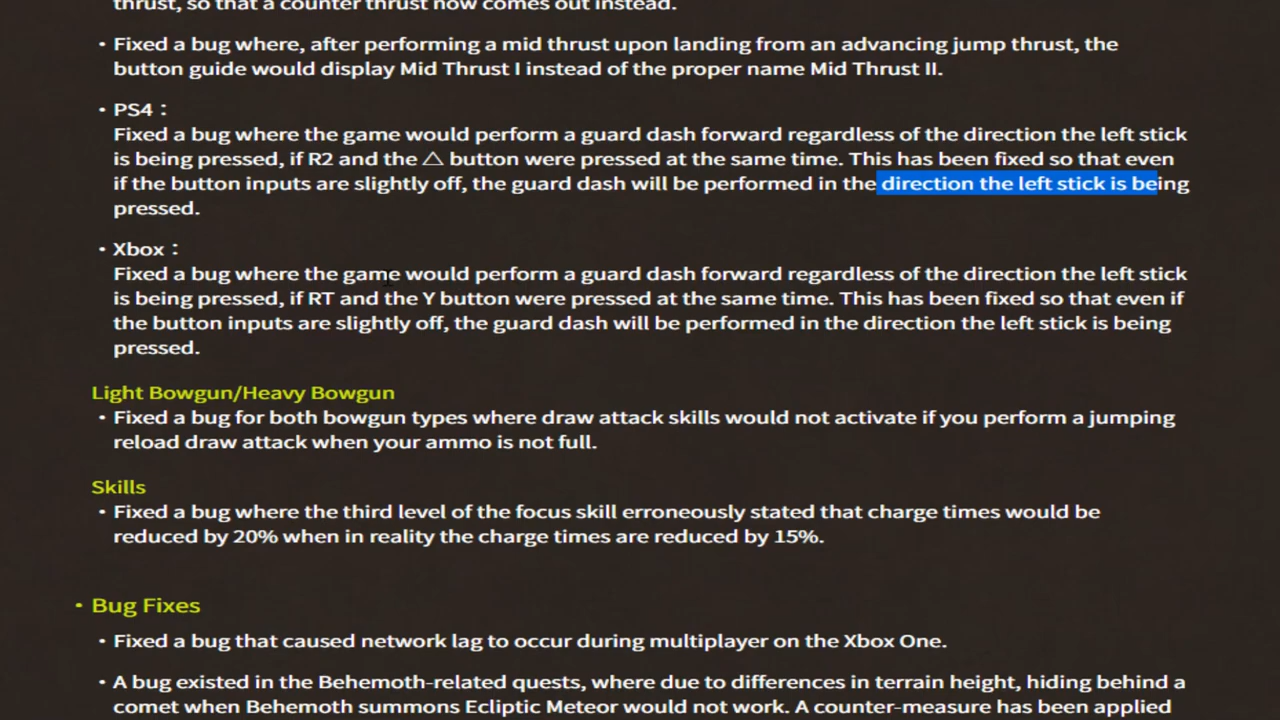 thrust, so that a counter thrust now comes out instead.
• Fixed a bug where, after performing a mid thrust upon landing from an advancing jump thrust, the
button guide would display Mid Thrust I instead of the proper name Mid Thrust II.
• PS4：
Fixed a bug where the game would perform a guard dash forward regardless of the direction the left stick
is being pressed, if R2 and the △ button were pressed at the same time. This has been fixed so that even
if the button inputs are slightly off, the guard dash will be performed in the direction the left stick is being
pressed.
• Xbox：
Fixed a bug where the game would perform a guard dash forward regardless of the direction the left stick
is being pressed, if RT and the Y button were pressed at the same time. This has been fixed so that even if
the button inputs are slightly off, the guard dash will be performed in the direction the left stick is being
pressed.
Light Bowgun/Heavy Bowgun
• Fixed a bug for both bowgun types where draw attack skills would not activate if you perform a jumping
reload draw attack when your ammo is not full.
Skills
• Fixed a bug where the third level of the focus skill erroneously stated that charge times would be
reduced by 20% when in reality the charge times are reduced by 15%.
• Bug Fixes
• Fixed a bug that caused network lag to occur during multiplayer on the Xbox One.
• A bug existed in the Behemoth-related quests, where due to differences in terrain height, hiding behind a
comet when Behemoth summons Ecliptic Meteor would not work. A counter-measure has been applied